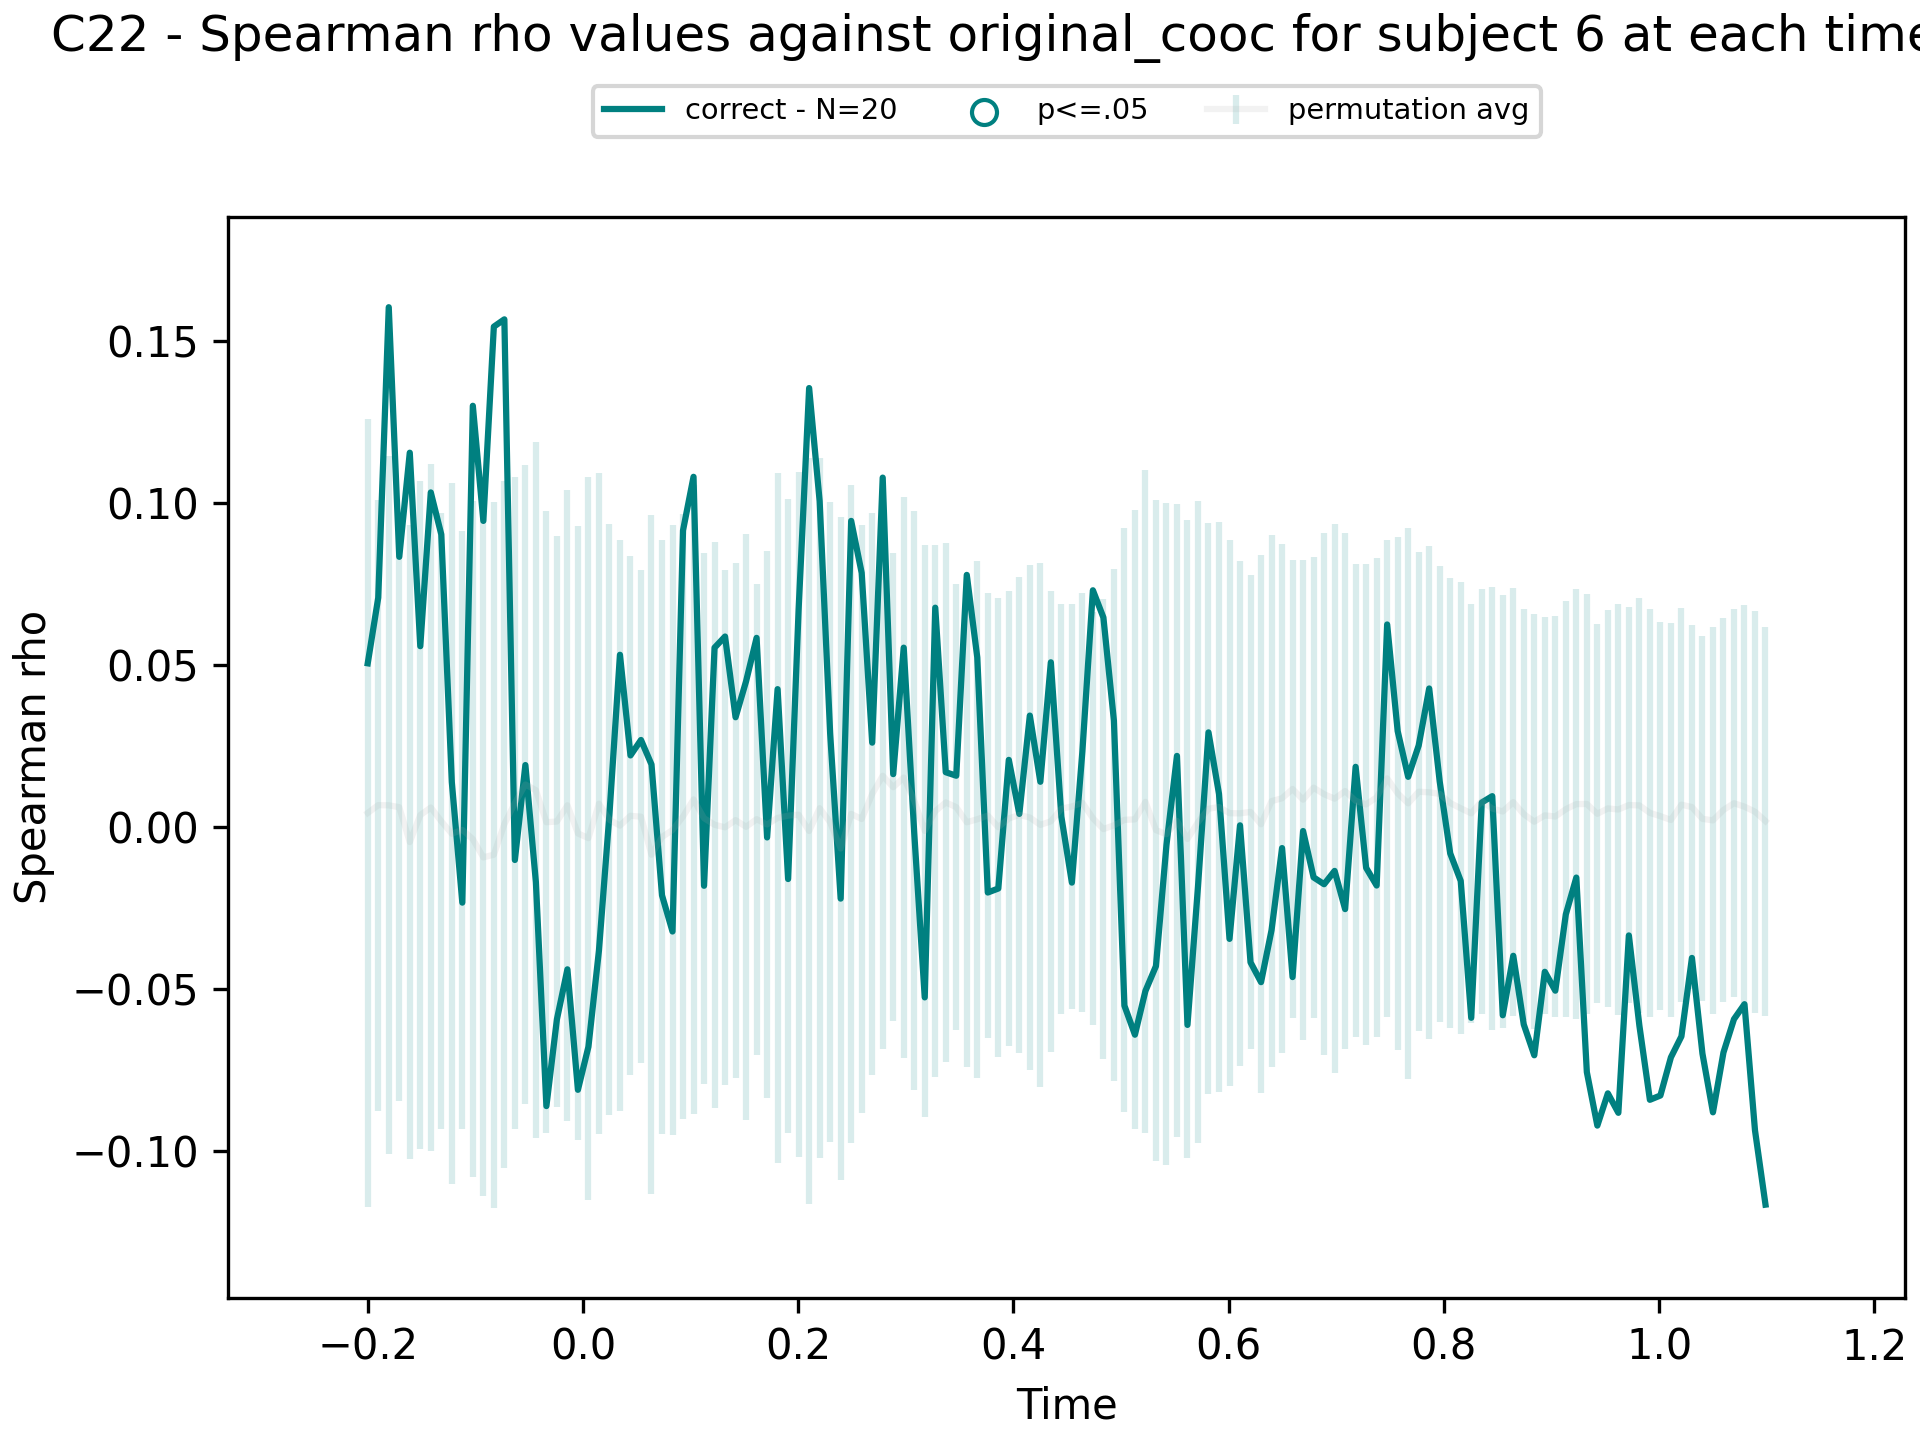 C22 - Spearman rho values against original_cooc for subject 6 at each time
correct - N=20 p<=.05 permutation avg
0.15
0.10
0.05
0.00
−0.05
−0.10
Spearman rho
−0.2 0.0 0.2 0.4 0.6 0.8 1.0 1.2
Time